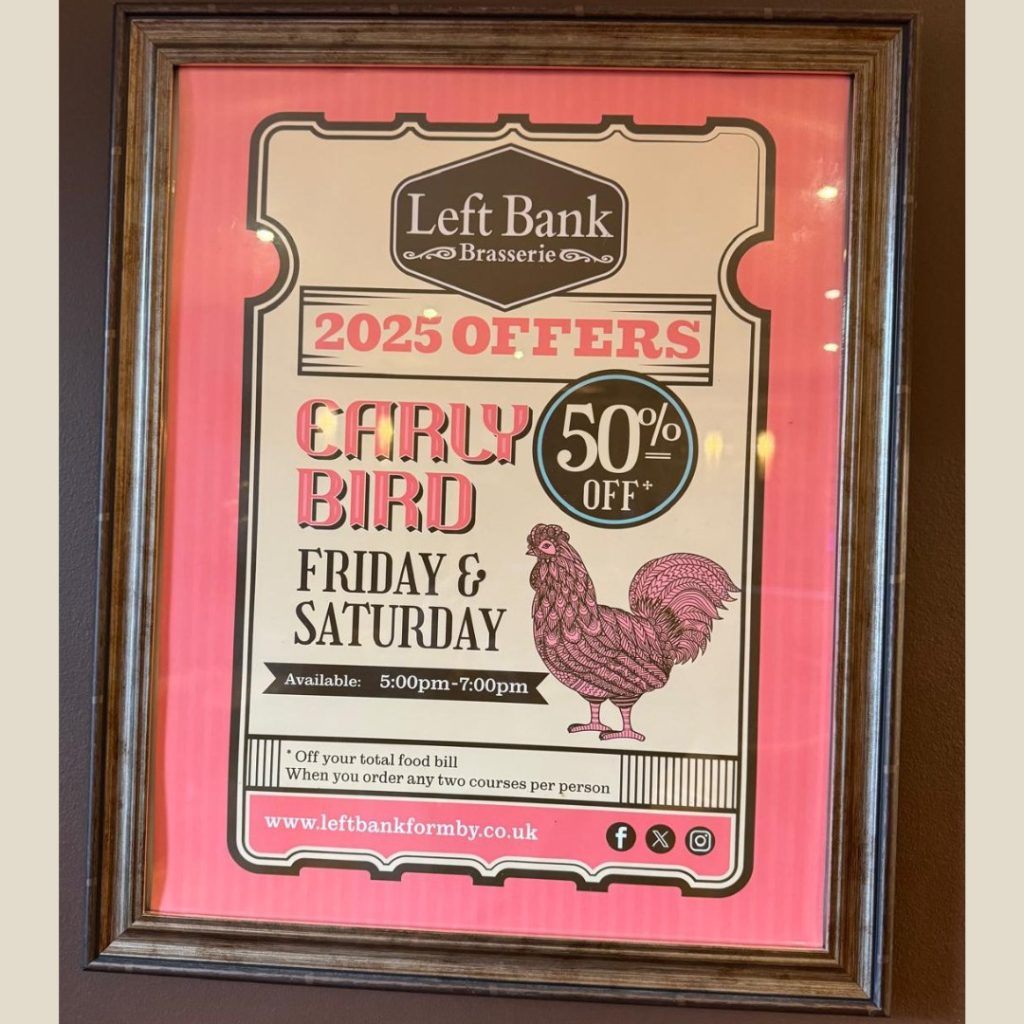 Left Bank
Brasserie
2025 OFFERS
EARLY
BIRD
50%
OFF+
FRIDAY &
SATURDAY
Available: 5:00pm-7:00pm
* Off your total food bill
When you order any two courses per person
www.leftbankformby.co.uk